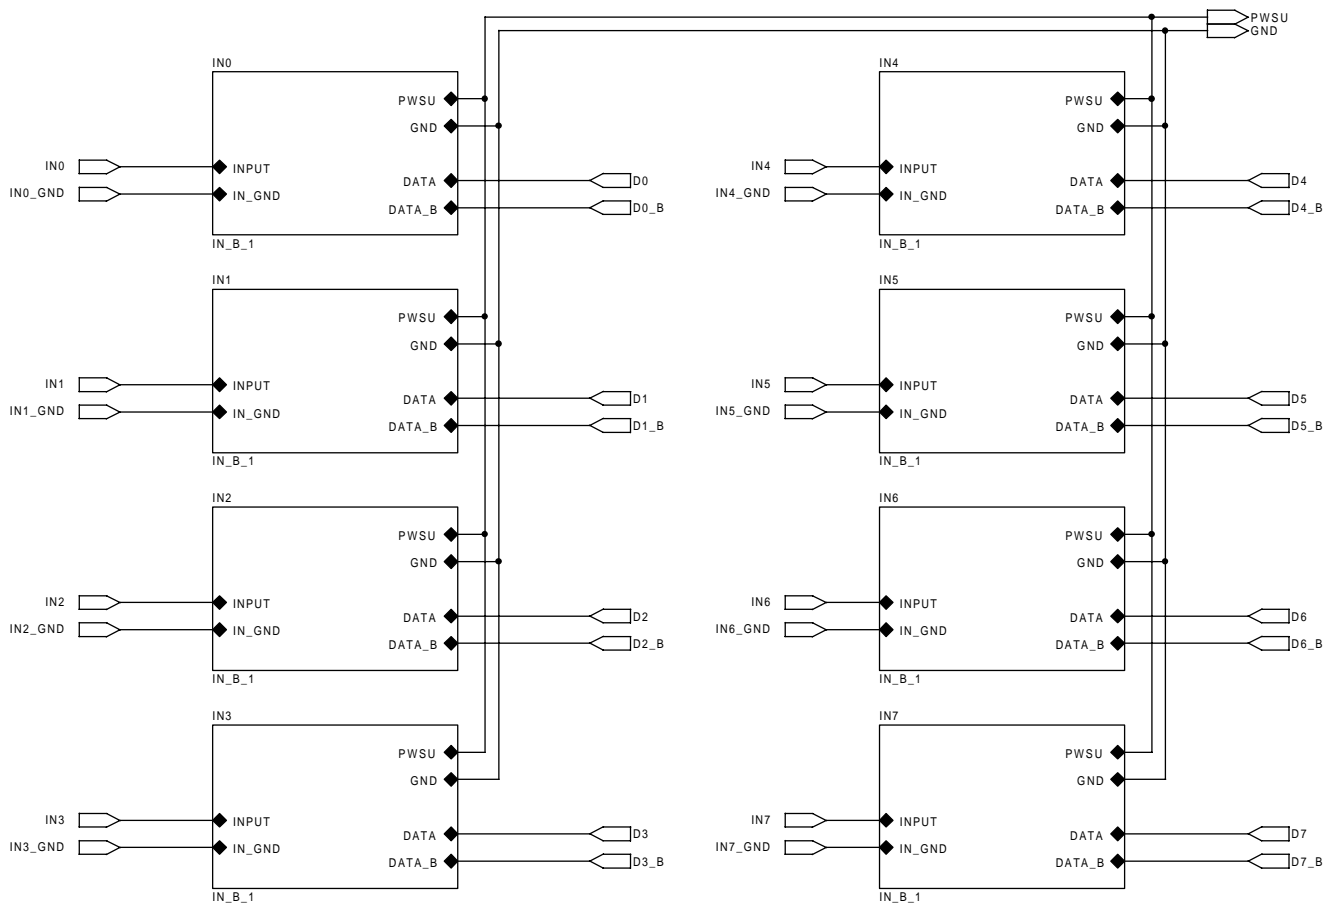 PWSU
GND
IN0
PWSU
GND
IN0
INPUT
IN0_GND
IN_GND
DATA
D0
DATA_B
D0_B
IN_B_1
IN4
PWSU
GND
IN4
INPUT
IN4_GND
IN_GND
DATA
D4
DATA_B
D4_B
IN_B_1
IN1
PWSU
GND
IN1
INPUT
IN1_GND
IN_GND
DATA
D1
DATA_B
D1_B
IN_B_1
IN5
PWSU
GND
IN5
INPUT
IN5_GND
IN_GND
DATA
D5
DATA_B
D5_B
IN_B_1
IN2
PWSU
GND
IN2
INPUT
IN2_GND
IN_GND
DATA
D2
DATA_B
D2_B
IN_B_1
IN6
PWSU
GND
IN6
INPUT
IN6_GND
IN_GND
DATA
D6
DATA_B
D6_B
IN_B_1
IN3
PWSU
GND
IN3
INPUT
IN3_GND
IN_GND
DATA
D3
DATA_B
D3_B
IN_B_1
IN7
PWSU
GND
IN7
INPUT
IN7_GND
IN_GND
DATA
D7
DATA_B
D7_B
IN_B_1